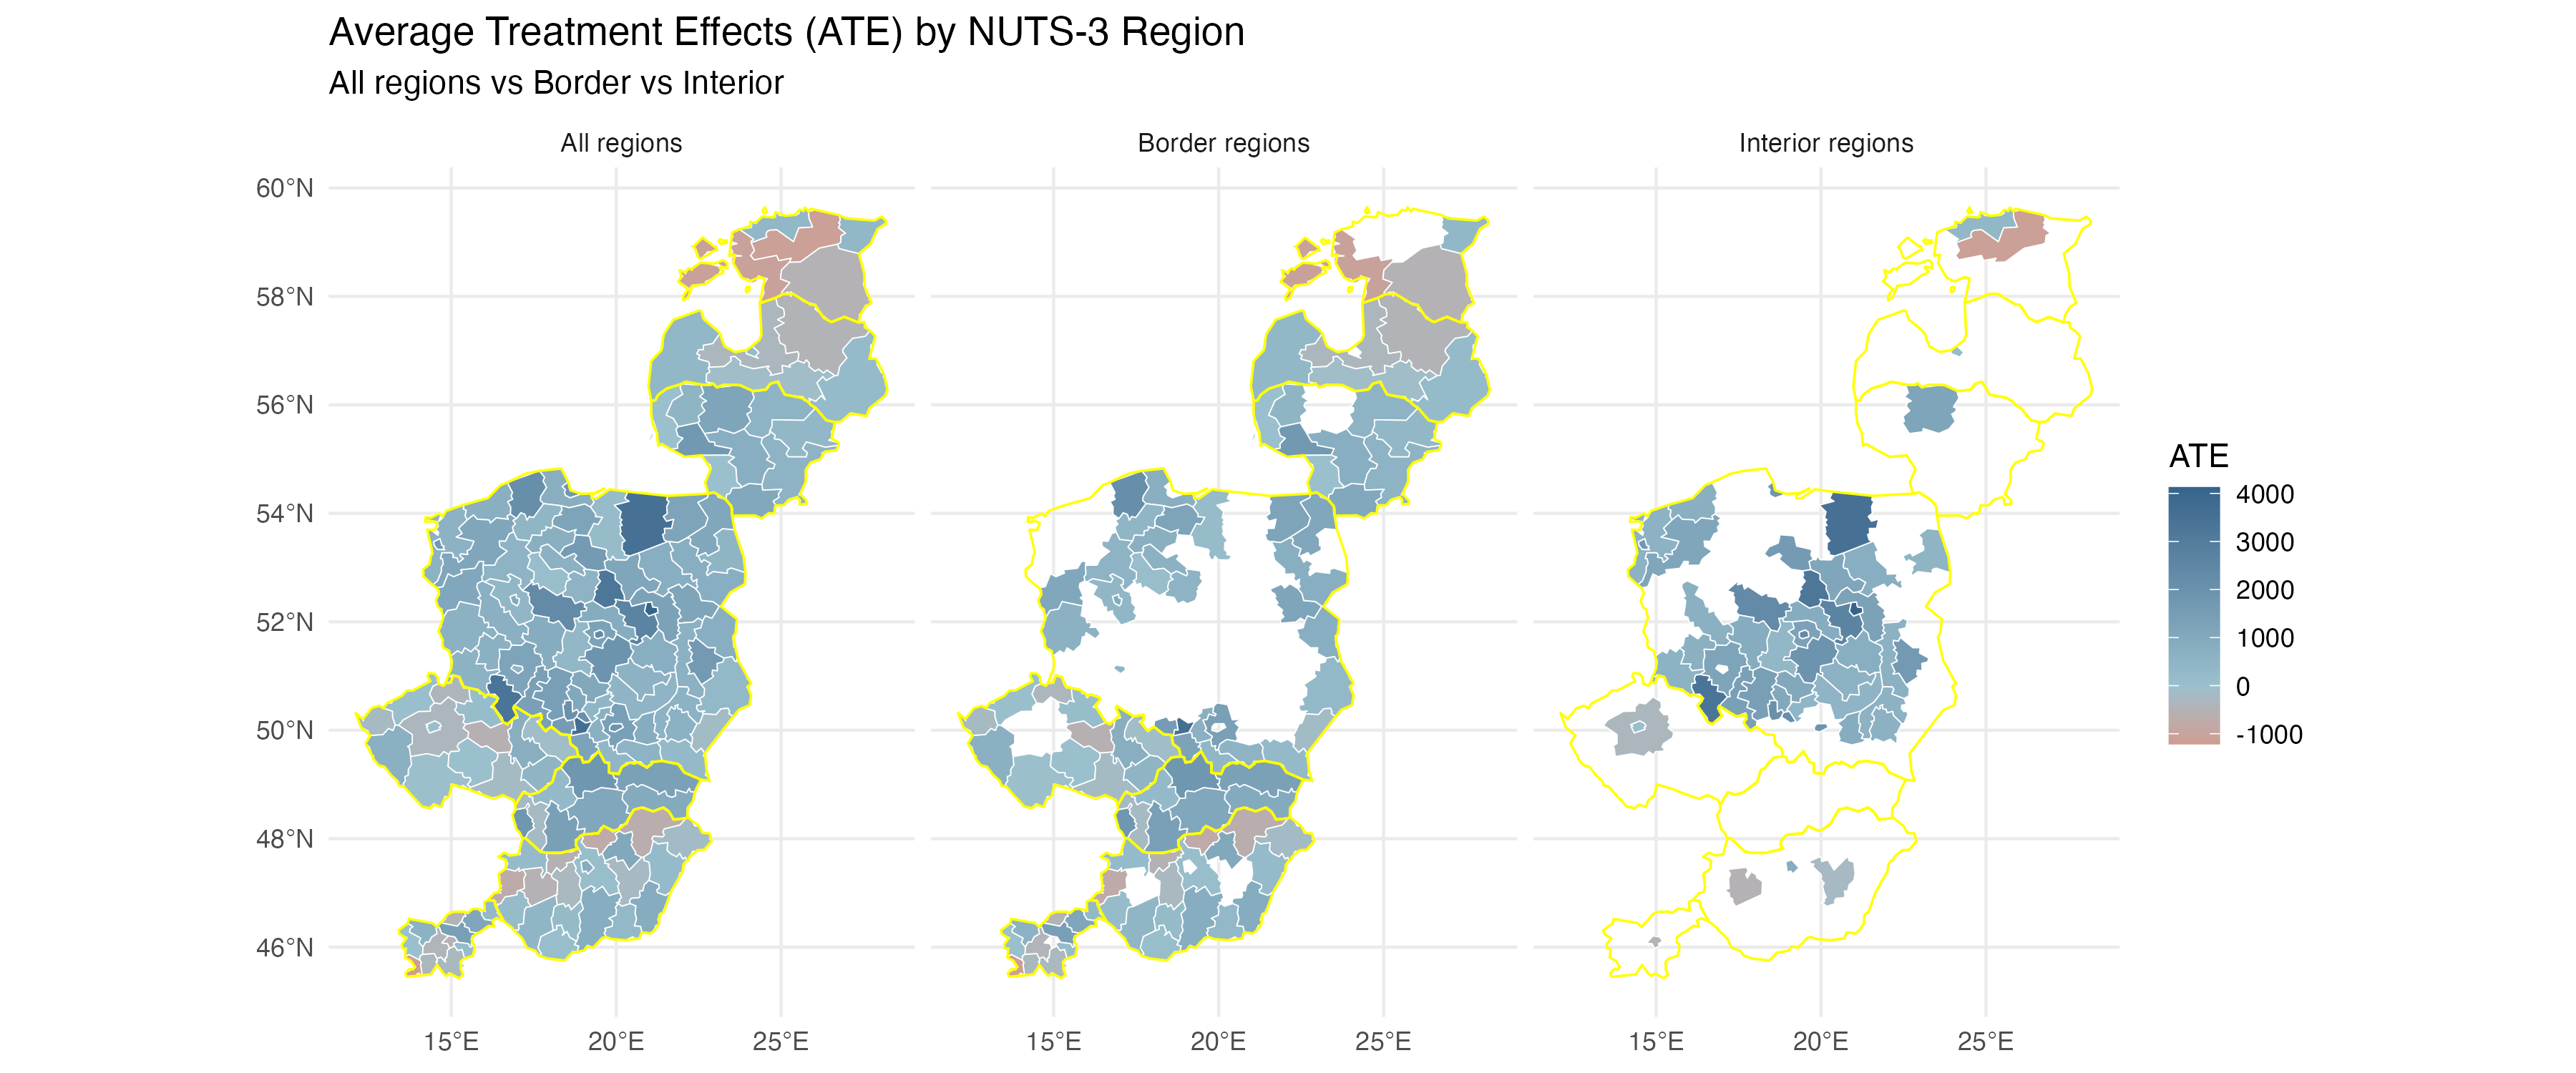 Average Treatment Effects (ATE) by NUTS-3 Region
All regions vs Border vs Interior
All regions
Border regions
Interior regions
60°N
58°N
56°N
54°N
52°N
50°N
48°N
46°N
15°E
20°E
25°E
15°E
20°E
25°E
15°E
20°E
25°E
ATE
4000
3000
2000
1000
0
-1000